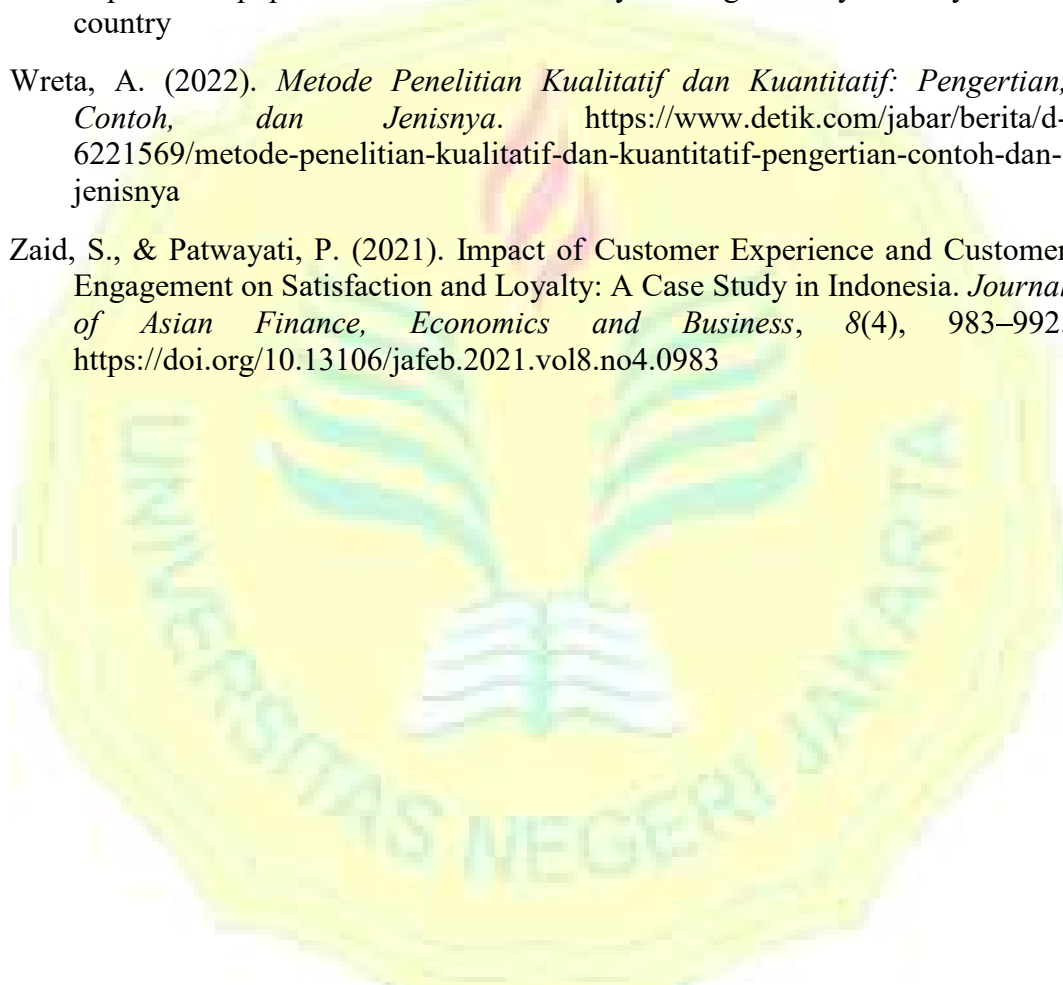 country
Wreta, A. (2022). Metode Penelitian Kualitatif dan Kuantitatif: Pengertian,
Contoh, dan Jenisnya. https://www.detik.com/jabar/berita/d-
6221569/metode-penelitian-kualitatif-dan-kuantitatif-pengertian-contoh-dan-
jenisnya
Zaid, S., & Patwayati, P. (2021). Impact of Customer Experience and Customer
Engagement on Satisfaction and Loyalty: A Case Study in Indonesia. Journal
of Asian Finance, Economics and Business, 8(4), 983–992.
https://doi.org/10.13106/jafeb.2021.vol8.no4.0983
UNIVERSITAS NEGERI JAKARTA